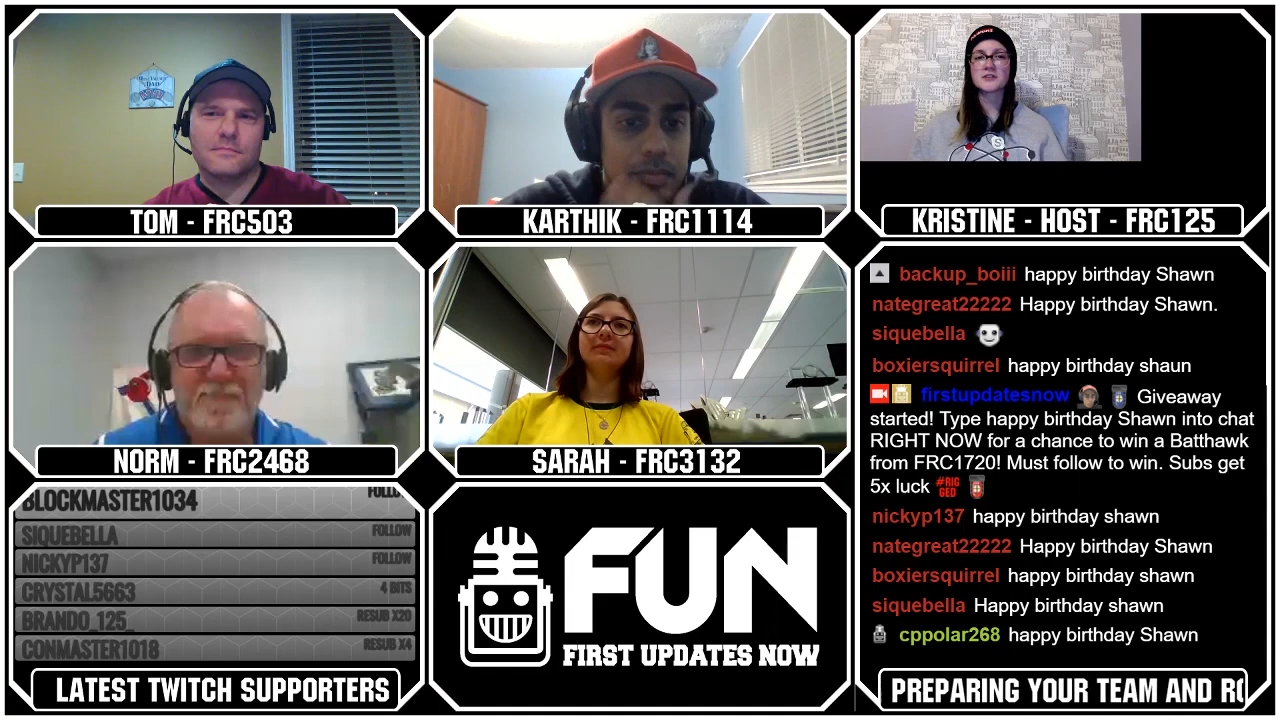 TOM - FRC503
KARTHIK - FRC1114
KRISTINE - HOST - FRC125
NORM - FRC2468
SARAH - FRC3132
backup_boiii happy birthday Shawn
nategreat22222 Happy birthday Shawn.
siquebella
boxiersquirrel happy birthday shaun
firstupdatesnow Giveaway
started! Type happy birthday Shawn into chat
RIGHT NOW for a chance to win a Batthawk
from FRC1720! Must follow to win. Subs get
5x luck #RIG
GED
nickyp137 happy birthday shawn
nategreat22222 Happy birthday Shawn
boxiersquirrel happy birthday shawn
siquebella Happy birthday shawn
cppolar268 happy birthday Shawn
BLOCKMASTER1034 FOLLOW
SIQUEBELLA FOLLOW
NICKYP137 FOLLOW
CRYSTAL5663 4 BITS
BRANDO_125_ RESUB X20
CONMASTER1018 RESUB X4
LATEST TWITCH SUPPORTERS
FUN
FIRST UPDATES NOW
PREPARING YOUR TEAM AND